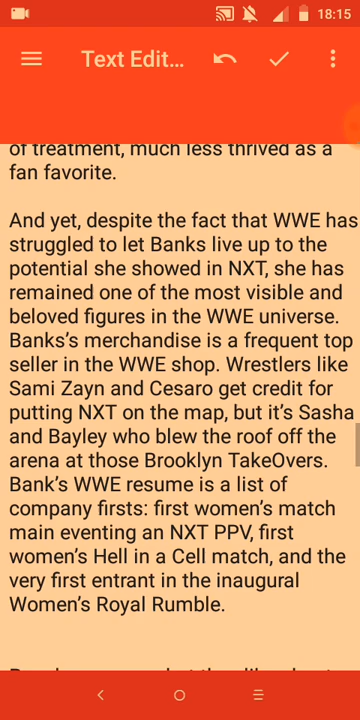 18:15
Text Edit...
of treatment, much less thrived as a
fan favorite.
And yet, despite the fact that WWE has
struggled to let Banks live up to the
potential she showed in NXT, she has
remained one of the most visible and
beloved figures in the WWE universe.
Banks’s merchandise is a frequent top
seller in the WWE shop. Wrestlers like
Sami Zayn and Cesaro get credit for
putting NXT on the map, but it’s Sasha
and Bayley who blew the roof off the
arena at those Brooklyn TakeOvers.
Bank’s WWE resume is a list of
company firsts: first women’s match
main eventing an NXT PPV, first
women’s Hell in a Cell match, and the
very first entrant in the inaugural
Women’s Royal Rumble.